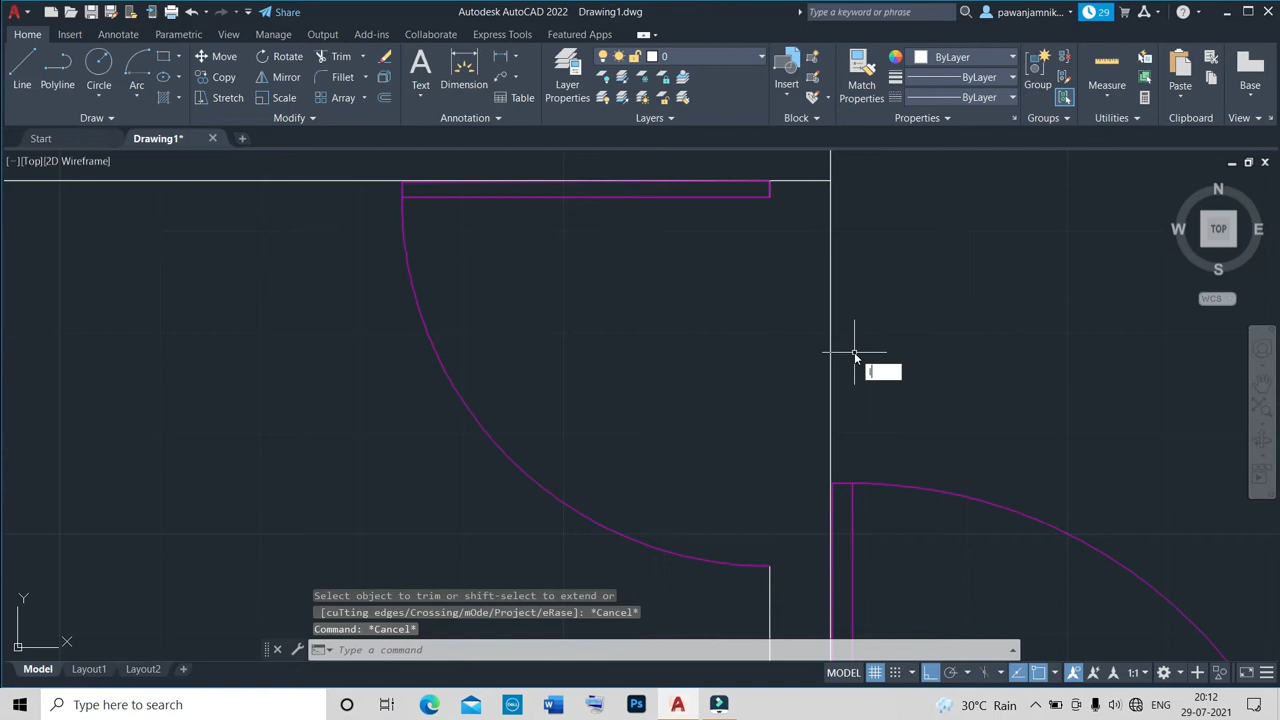 Share
Autodesk AutoCAD 2022 Drawing1.dwg
Type a keyword or phrase
pawanjamnik...
29
Home Insert Annotate Parametric View Manage Output Add-ins Collaborate Express Tools Featured Apps
Line Polyline Circle Arc
Move Rotate Trim
Copy Mirror Fillet
Stretch Scale Array
Text Dimension
Table
Layer Properties
0
Insert
Match Properties
ByLayer
ByLayer
ByLayer
Group
Measure
Paste
Base
Draw Modify Annotation Layers Block Properties Groups Utilities Clipboard View
Start Drawing1*
[−][Top][2D Wireframe]
N
W TOP E
S
WCS
Y
X
Select object to trim or shift-select to extend or
[cuTting edges/Crossing/mOde/Project/eRase]: *Cancel*
Command: *Cancel*
Type a command
Model Layout1 Layout2
MODEL 1:1
Type here to search
Ps
W
A
30°C Rain
ENG
20:12
29-07-2021